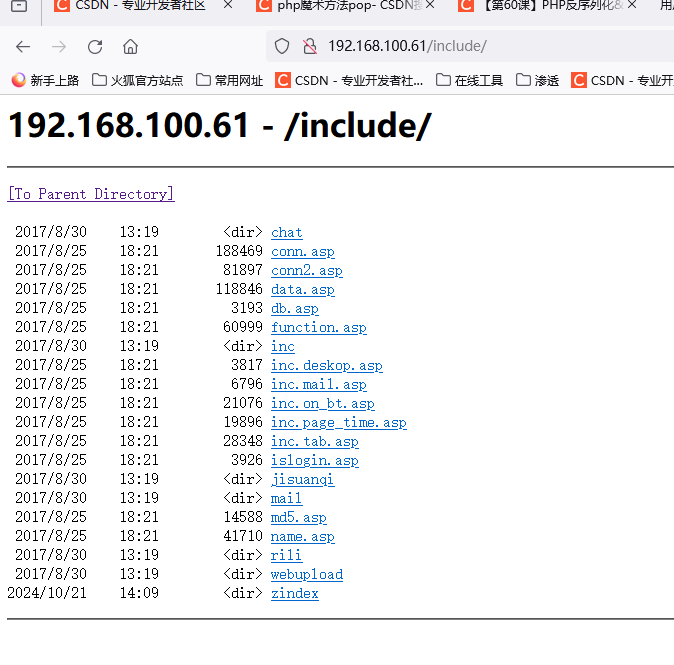 CSDN - 专业开发者社区 × php魔术方法pop- CSDN搜 × 【第60课】PHP反序列化& × 用
192.168.100.61/include/
新手上路 火狐官方站点 常用网址 CSDN - 专业开发者社... 在线工具 渗透 CSDN - 专业开
192.168.100.61 - /include/
[To Parent Directory]
2017/8/30 13:19 <dir> chat
2017/8/25 18:21 188469 conn.asp
2017/8/25 18:21 81897 conn2.asp
2017/8/25 18:21 118846 data.asp
2017/8/25 18:21 3193 db.asp
2017/8/25 18:21 60999 function.asp
2017/8/30 13:19 <dir> inc
2017/8/25 18:21 3817 inc.deskop.asp
2017/8/25 18:21 6796 inc.mail.asp
2017/8/25 18:21 21076 inc.on_bt.asp
2017/8/25 18:21 19896 inc.page_time.asp
2017/8/25 18:21 28348 inc.tab.asp
2017/8/25 18:21 3926 islogin.asp
2017/8/30 13:19 <dir> jisuanqi
2017/8/30 13:19 <dir> mail
2017/8/25 18:21 14588 md5.asp
2017/8/25 18:21 41710 name.asp
2017/8/30 13:19 <dir> rili
2017/8/30 13:19 <dir> webupload
2024/10/21 14:09 <dir> zindex